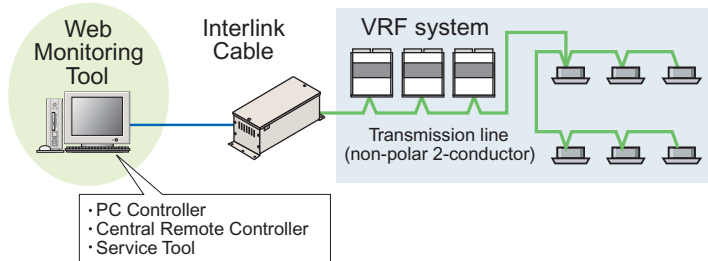 Web
Monitoring
Tool
Interlink
Cable
VRF system
Transmission line
(non-polar 2-conductor)
・PC Controller
・Central Remote Controller
・Service Tool